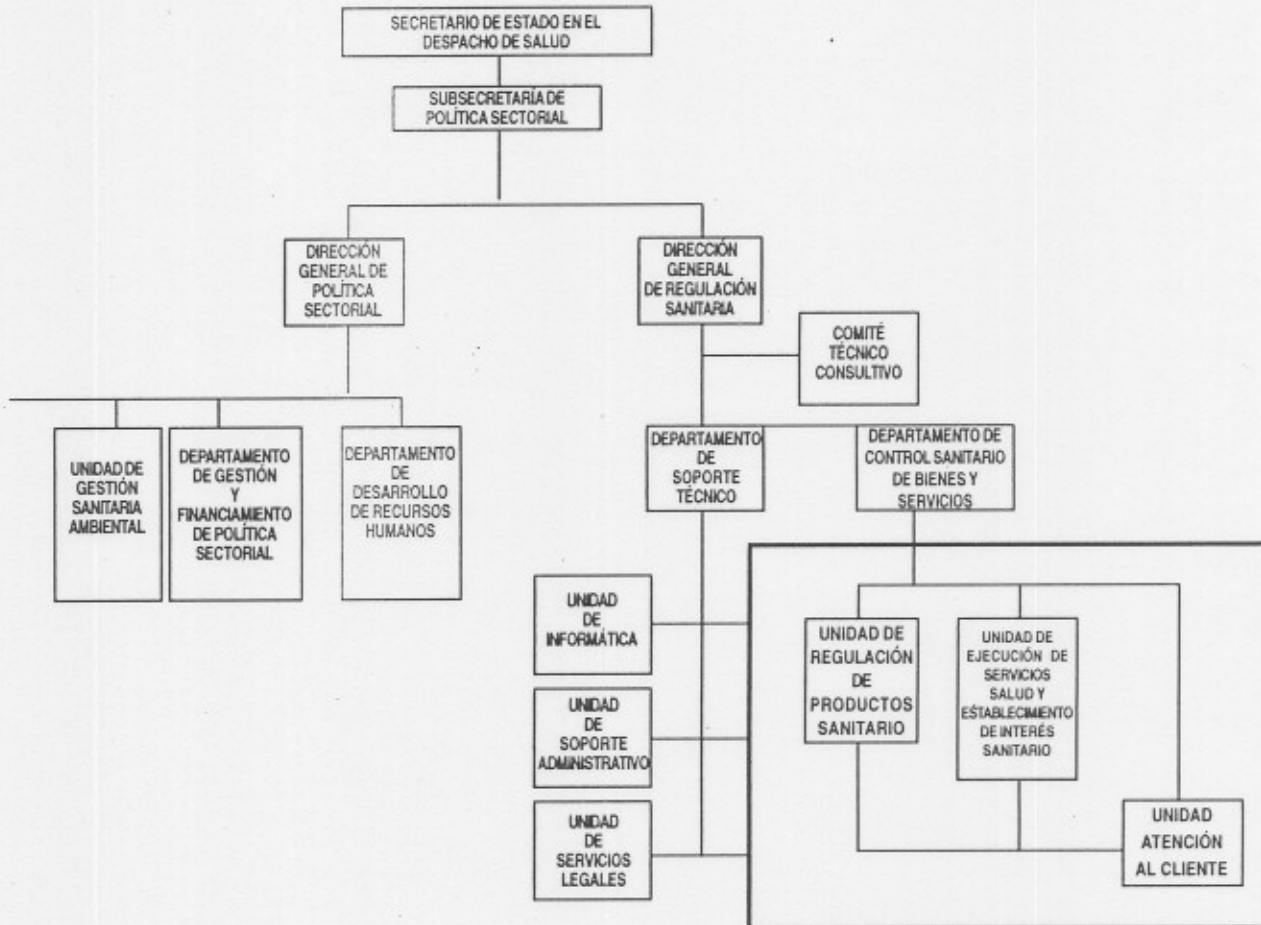 SECRETARIO DE ESTADO EN EL
DESPACHO DE SALUD
SUBSECRETARÍA DE
POLÍTICA SECTORIAL
DIRECCIÓN
GENERAL DE
POLÍTICA
SECTORIAL
DIRECCIÓN
GENERAL
DE REGULACIÓN
SANITARIA
COMITÉ
TÉCNICO
CONSULTIVO
UNIDAD DE
GESTIÓN
SANITARIA
AMBIENTAL
DEPARTAMENTO
DE GESTIÓN
Y
FINANCIAMIENTO
DE POLÍTICA
SECTORIAL
DEPARTAMENTO
DE
DESARROLLO
DE RECURSOS
HUMANOS
DEPARTAMENTO
DE
SOPORTE
TÉCNICO
DEPARTAMENTO DE
CONTROL SANITARIO
DE BIENES Y
SERVICIOS
UNIDAD
DE
INFORMÁTICA
UNIDAD
DE
SOPORTE
ADMINISTRATIVO
UNIDAD
DE
SERVICIOS
LEGALES
UNIDAD DE
REGULACIÓN
DE
PRODUCTOS
SANITARIO
UNIDAD DE
EJECUCIÓN DE
SERVICIOS
SALUD Y
ESTABLECIMIENTO
DE INTERÉS
SANITARIO
UNIDAD
ATENCIÓN
AL CLIENTE